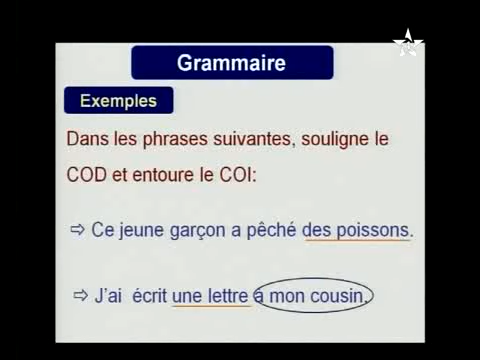 Grammaire
Exemples
Dans les phrases suivantes, souligne le
COD et entoure le COI:
⇨ Ce jeune garçon a pêché des poissons.
⇨ J'ai écrit une lettre à mon cousin.